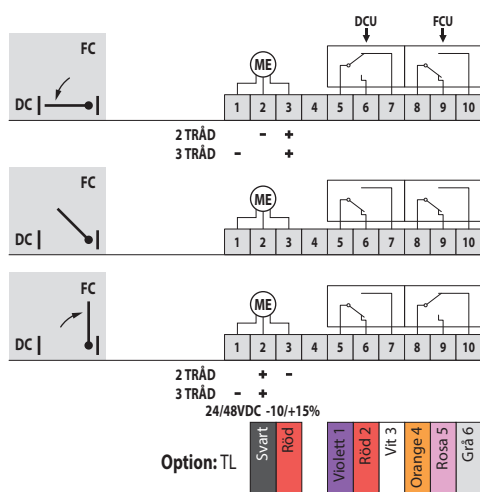 DCU FCU
FC
ME
DC
1 2 3 4 5 6 7 8 9 10
2 TRÅD - +
3 TRÅD - +
FC
ME
DC
1 2 3 4 5 6 7 8 9 10
FC
ME
DC
1 2 3 4 5 6 7 8 9 10
2 TRÅD + -
3 TRÅD - +
24/48VDC -10/+15%
Option: TL Svart Röd Violett 1 Röd 2 Vit 3 Orange 4 Rosa 5 Grå 6